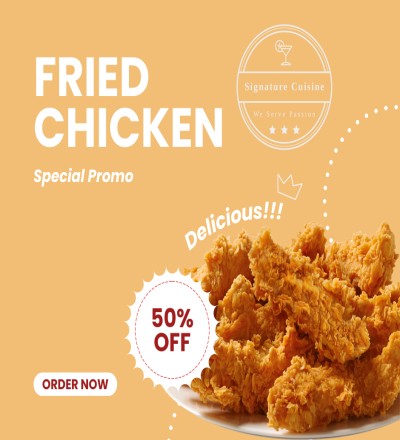 FRIED
CHICKEN
Special Promo
Signature Cuisine
We Serve Passion
Delicious!!!
50%
OFF
ORDER NOW